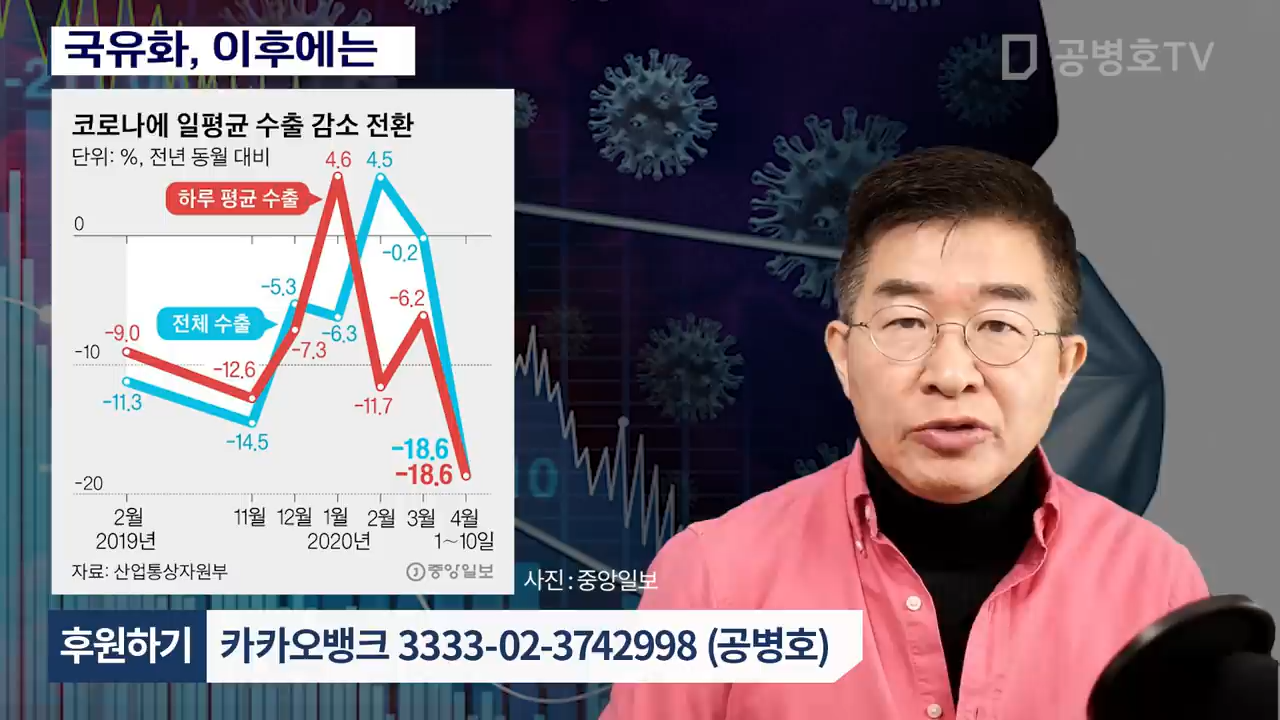 국유화, 이후에는
공병호TV
코로나에 일평균 수출 감소 전환
단위: %, 전년 동월 대비
4.6 4.5
하루 평균 수출
0
-0.2
-5.3
전체 수출
-6.2
-9.0
-6.3
-7.3
-10
-12.6
-11.3
-11.7
-14.5
-18.6
-18.6
-20
2월 11월 12월 1월 2월 3월 4월
2019년 2020년 1~10일
자료: 산업통상자원부
중앙일보
사진 : 중앙일보
후원하기 카카오뱅크 3333-02-3742998 (공병호)